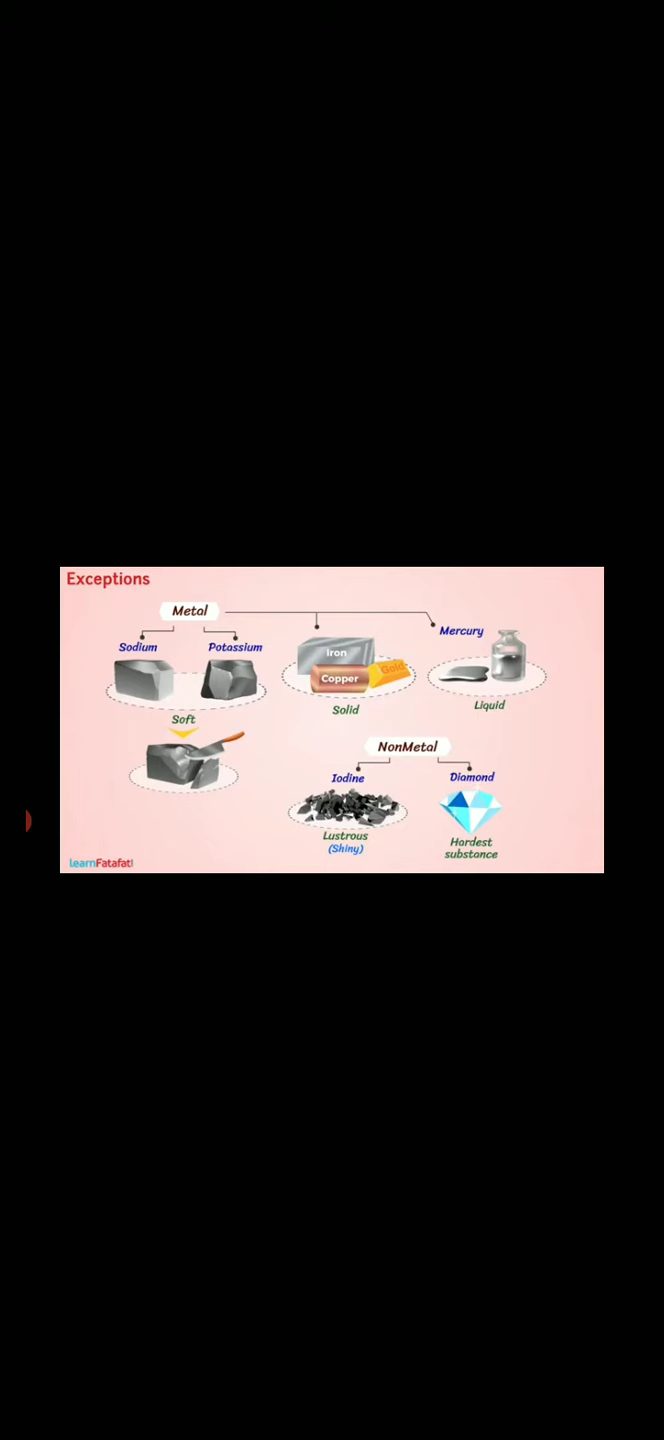 Exceptions
Metal
Sodium
Potassium
Soft
Iron
Copper
Gold
Solid
Mercury
Liquid
NonMetal
Iodine
Diamond
Lustrous
(Shiny)
Hardest
substance
learnFatafat!